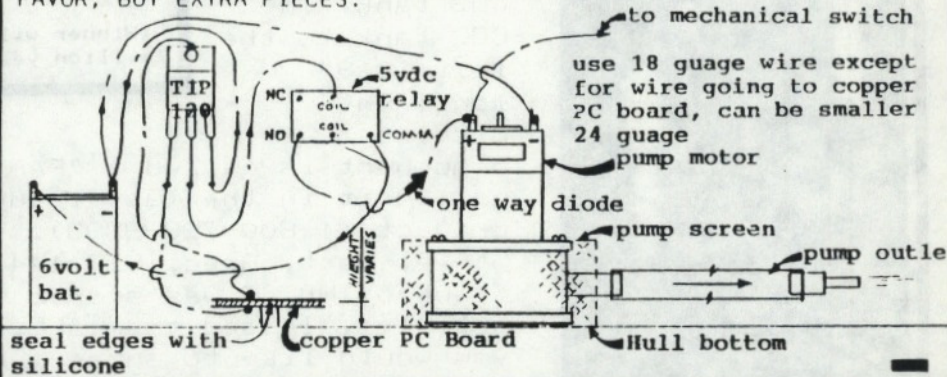 FAVOR, BUT EXTRA PIECES.
to mechanical switch
use 18 guage wire except
for wire going to copper
PC board, can be smaller
24 guage
TIP
120
5vdc
relay
NC
COIL
NO
COIL
COMMA
pump motor
one way diode
pump screen
pump outle
+
-
+
-
6volt
bat.
HIEGHT
VARIES
seal edges with
silicone
copper PC Board
Hull bottom